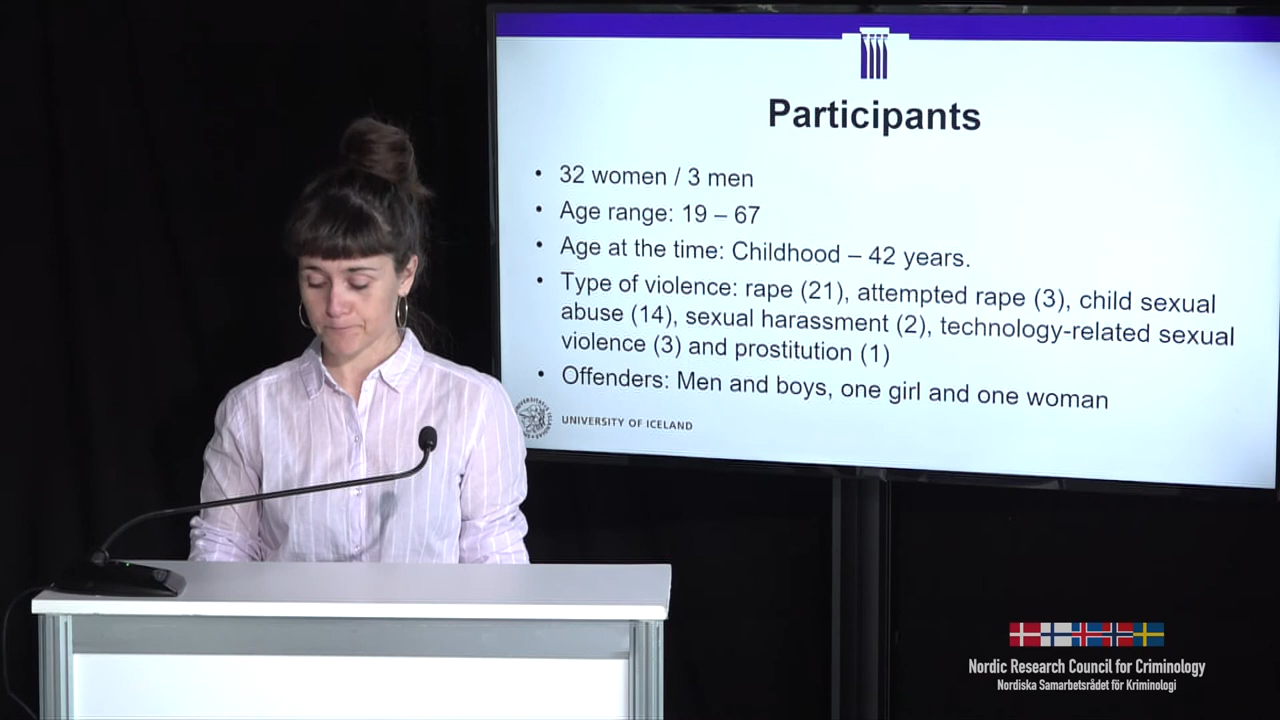 Participants
• 32 women / 3 men
• Age range: 19 – 67
• Age at the time: Childhood – 42 years.
• Type of violence: rape (21), attempted rape (3), child sexual
abuse (14), sexual harassment (2), technology-related sexual
violence (3) and prostitution (1)
• Offenders: Men and boys, one girl and one woman
UNIVERSITY OF ICELAND
Nordic Research Council for Criminology
Nordiska Samarbetsrådet för Kriminologi